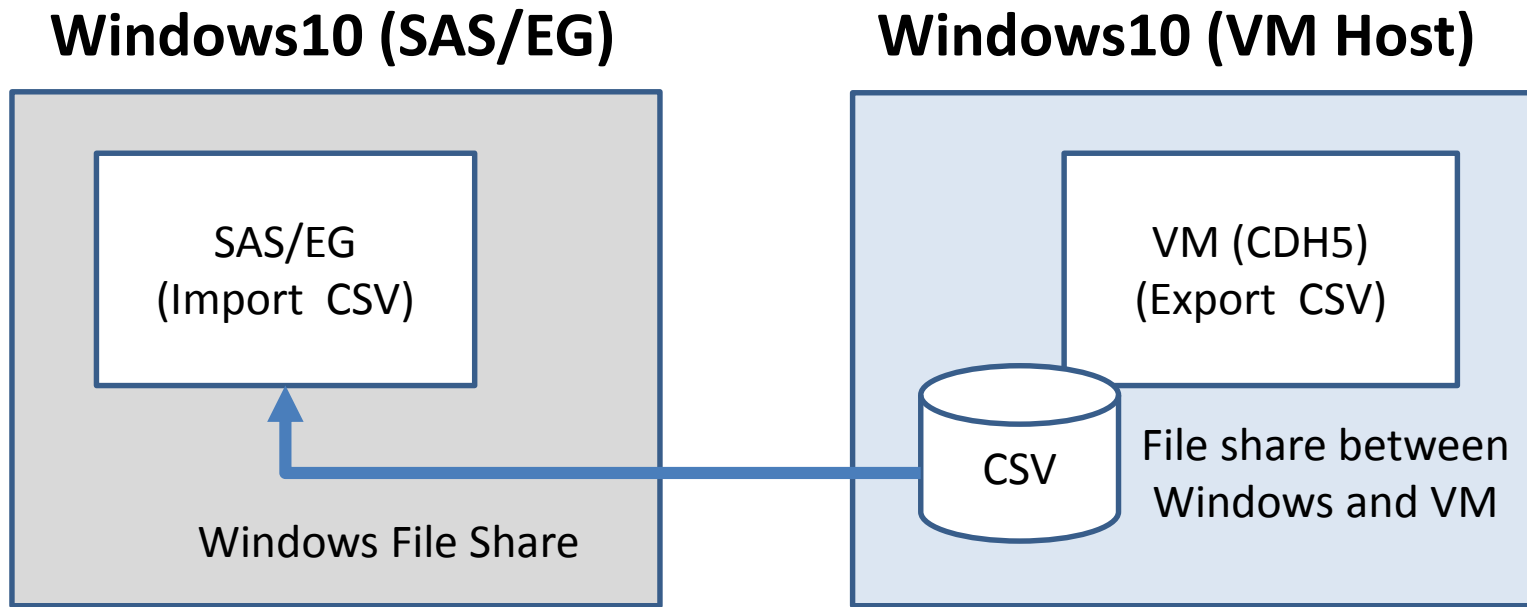 Windows10 (SAS/EG)
Windows10 (VM Host)
SAS/EG
(Import CSV)
VM (CDH5)
(Export CSV)
CSV
File share between
Windows and VM
Windows File Share